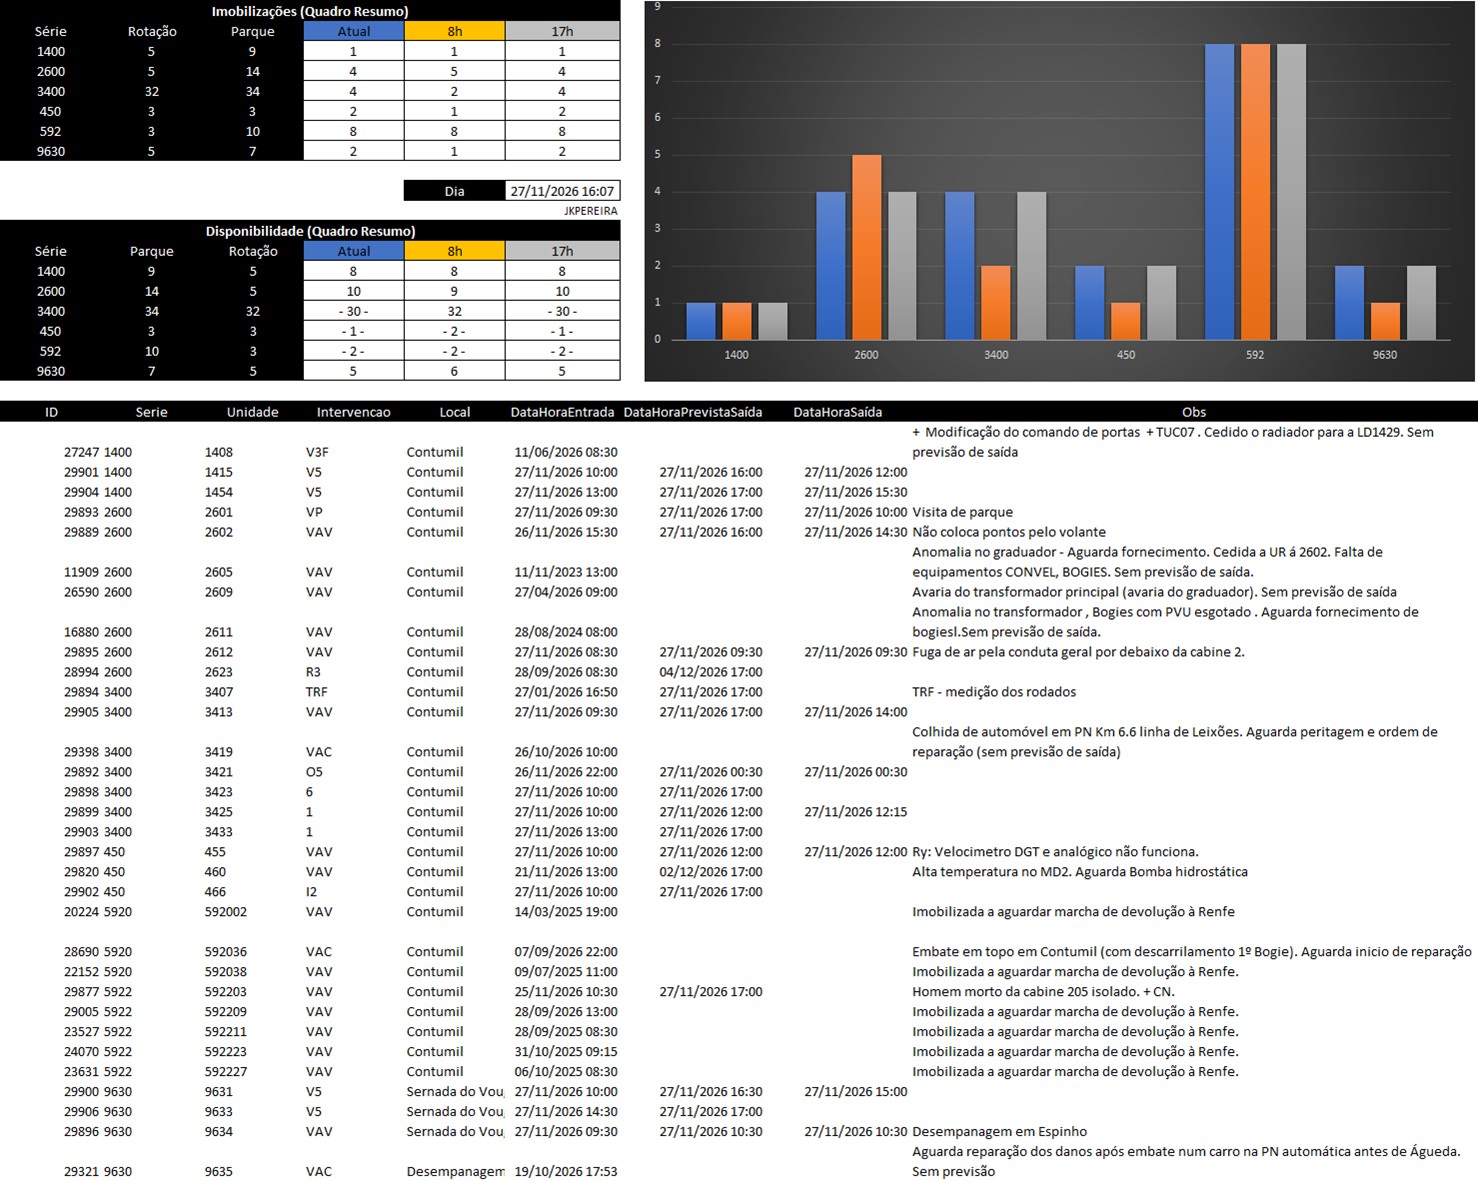 Imobilizações (Quadro Resumo)
Série Rotação Parque Atual 8h 17h
1400 5 9 1 1 1
2600 5 14 4 5 4
3400 32 34 4 2 4
450 3 3 2 1 2
592 3 10 8 8 8
9630 5 7 2 1 2
Dia 27/11/2026 16:07
JKPEREIRA
Disponibilidade (Quadro Resumo)
Série Parque Rotação Atual 8h 17h
1400 9 5 8 8 8
2600 14 5 10 9 10
3400 34 32 - 30 - 32 - 30 -
450 3 3 - 1 - - 2 - - 1 -
592 10 3 - 2 - - 2 - - 2 -
9630 7 5 5 6 5
9
8
7
6
5
4
3
2
1
0
1400 2600 3400 450 592 9630
ID Serie Unidade Intervencao Local DataHoraEntrada DataHoraPrevistaSaída DataHoraSaída Obs
+ Modificação do comando de portas + TUC07 . Cedido o radiador para a LD1429. Sem
27247 1400 1408 V3F Contumil 11/06/2026 08:30 previsão de saída
29901 1400 1415 V5 Contumil 27/11/2026 10:00 27/11/2026 16:00 27/11/2026 12:00
29904 1400 1454 V5 Contumil 27/11/2026 13:00 27/11/2026 17:00 27/11/2026 15:30
29893 2600 2601 VP Contumil 27/11/2026 09:30 27/11/2026 17:00 27/11/2026 10:00 Visita de parque
29889 2600 2602 VAV Contumil 26/11/2026 15:30 27/11/2026 16:00 27/11/2026 14:30 Não coloca pontos pelo volante
Anomalia no graduador - Aguarda fornecimento. Cedida a UR á 2602. Falta de
11909 2600 2605 VAV Contumil 11/11/2023 13:00 equipamentos CONVEL, BOGIES. Sem previsão de saída.
26590 2600 2609 VAV Contumil 27/04/2026 09:00 Avaria do transformador principal (avaria do graduador). Sem previsão de saída
Anomalia no transformador , Bogies com PVU esgotado . Aguarda fornecimento de
16880 2600 2611 VAV Contumil 28/08/2024 08:00 bogiesl.Sem previsão de saída.
29895 2600 2612 VAV Contumil 27/11/2026 08:30 27/11/2026 09:30 27/11/2026 09:30 Fuga de ar pela conduta geral por debaixo da cabine 2.
28994 2600 2623 R3 Contumil 28/09/2026 08:30 04/12/2026 17:00
29894 3400 3407 TRF Contumil 27/01/2026 16:50 27/11/2026 17:00 TRF - medição dos rodados
29905 3400 3413 VAV Contumil 27/11/2026 09:30 27/11/2026 17:00 27/11/2026 14:00
Colhida de automóvel em PN Km 6.6 linha de Leixões. Aguarda peritagem e ordem de
29398 3400 3419 VAC Contumil 26/10/2026 10:00 reparação (sem previsão de saída)
29892 3400 3421 O5 Contumil 26/11/2026 22:00 27/11/2026 00:30 27/11/2026 00:30
29898 3400 3423 6 Contumil 27/11/2026 10:00 27/11/2026 17:00
29899 3400 3425 1 Contumil 27/11/2026 10:00 27/11/2026 12:00 27/11/2026 12:15
29903 3400 3433 1 Contumil 27/11/2026 13:00 27/11/2026 17:00
29897 450 455 VAV Contumil 27/11/2026 10:00 27/11/2026 12:00 27/11/2026 12:00 Ry: Velocimetro DGT e analógico não funciona.
29820 450 460 VAV Contumil 21/11/2026 13:00 02/12/2026 17:00 Alta temperatura no MD2. Aguarda Bomba hidrostática
29902 450 466 I2 Contumil 27/11/2026 10:00 27/11/2026 17:00
20224 5920 592002 VAV Contumil 14/03/2025 19:00 Imobilizada a aguardar marcha de devolução à Renfe
28690 5920 592036 VAC Contumil 07/09/2026 22:00 Embate em topo em Contumil (com descarrilamento 1º Bogie). Aguarda inicio de reparação
22152 5920 592038 VAV Contumil 09/07/2025 11:00 Imobilizada a aguardar marcha de devolução à Renfe.
29877 5922 592203 VAV Contumil 25/11/2026 10:30 27/11/2026 17:00 Homem morto da cabine 205 isolado. + CN.
29005 5922 592209 VAV Contumil 28/09/2026 13:00 Imobilizada a aguardar marcha de devolução à Renfe.
23527 5922 592211 VAV Contumil 28/09/2025 08:30 Imobilizada a aguardar marcha de devolução à Renfe.
24070 5922 592223 VAV Contumil 31/10/2025 09:15 Imobilizada a aguardar marcha de devolução à Renfe.
23631 5922 592227 VAV Contumil 06/10/2025 08:30 Imobilizada a aguardar marcha de devolução à Renfe.
29900 9630 9631 V5 Sernada do Vou 27/11/2026 10:00 27/11/2026 16:30 27/11/2026 15:00
29906 9630 9633 V5 Sernada do Vou 27/11/2026 14:30 27/11/2026 17:00
29896 9630 9634 VAV Sernada do Vou 27/11/2026 09:30 27/11/2026 10:30 27/11/2026 10:30 Desempanagem em Espinho
Aguarda reparação dos danos após embate num carro na PN automática antes de Águeda.
29321 9630 9635 VAC Desempanagem 19/10/2026 17:53 Sem previsão